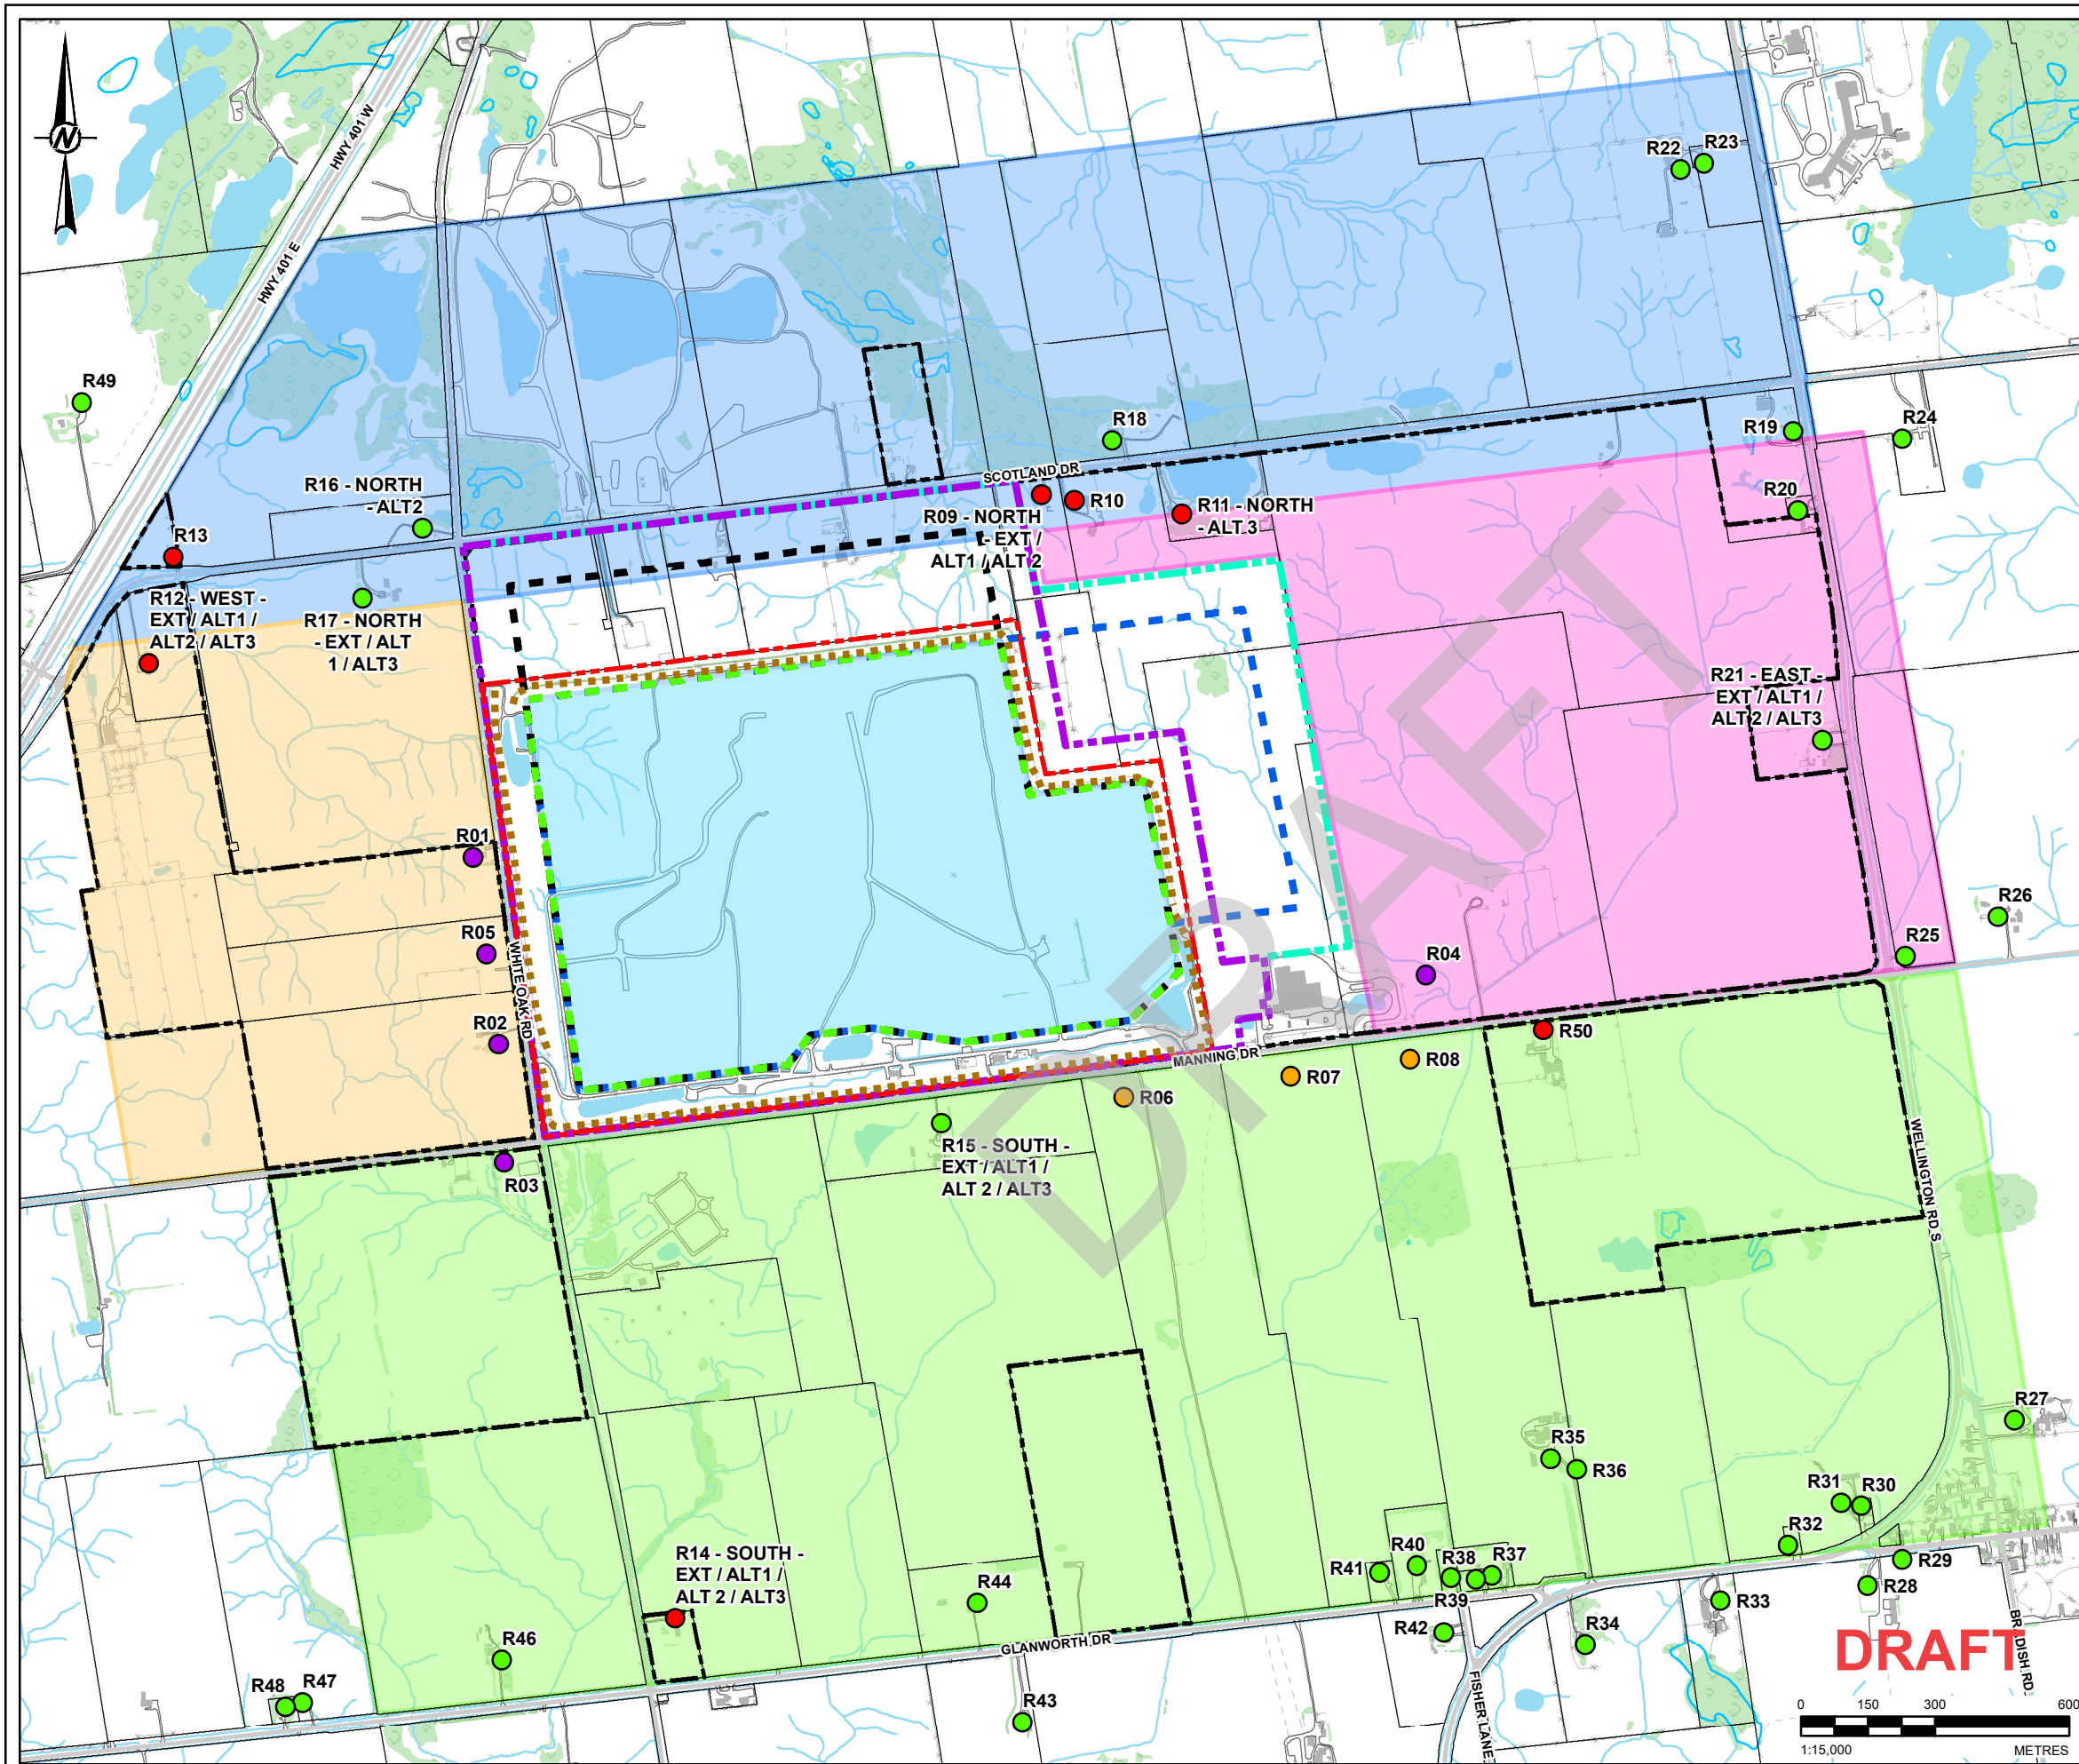 N
HWY 401 W
HWY 401 E
R22
R23
R49
R18
R19
R24
SCOTLAND DR
R16 - NORTH
- ALT2
R10
R20
R11 - NORTH
- ALT 3
R09 - NORTH
- EXT /
ALT1 / ALT 2
R13
R12 - WEST -
EXT / ALT1 /
ALT2 / ALT3
R17 - NORTH
- EXT / ALT
1 / ALT3
R21 - EAST -
EXT / ALT1 /
ALT 2 / ALT3
R01
R05
WHITE OAK RD
R02
R26
R25
R04
R50
MANNING DR
R08
R07
R06
R03
R15 - SOUTH -
EXT / ALT1 /
ALT 2 / ALT3
WELLINGTON RD S
DRAFT
R27
R35
R36
R31
R30
R32
R29
R28
R14 - SOUTH -
EXT / ALT1 /
ALT 2 / ALT3
R44
R41
R40
R38
R37
R39
R42
R33
R34
R46
GLANWORTH DR
R48
R47
R43
FISHER LANE
BRADISH RD
DRAFT
0 150 300 600
1:15,000 METRES